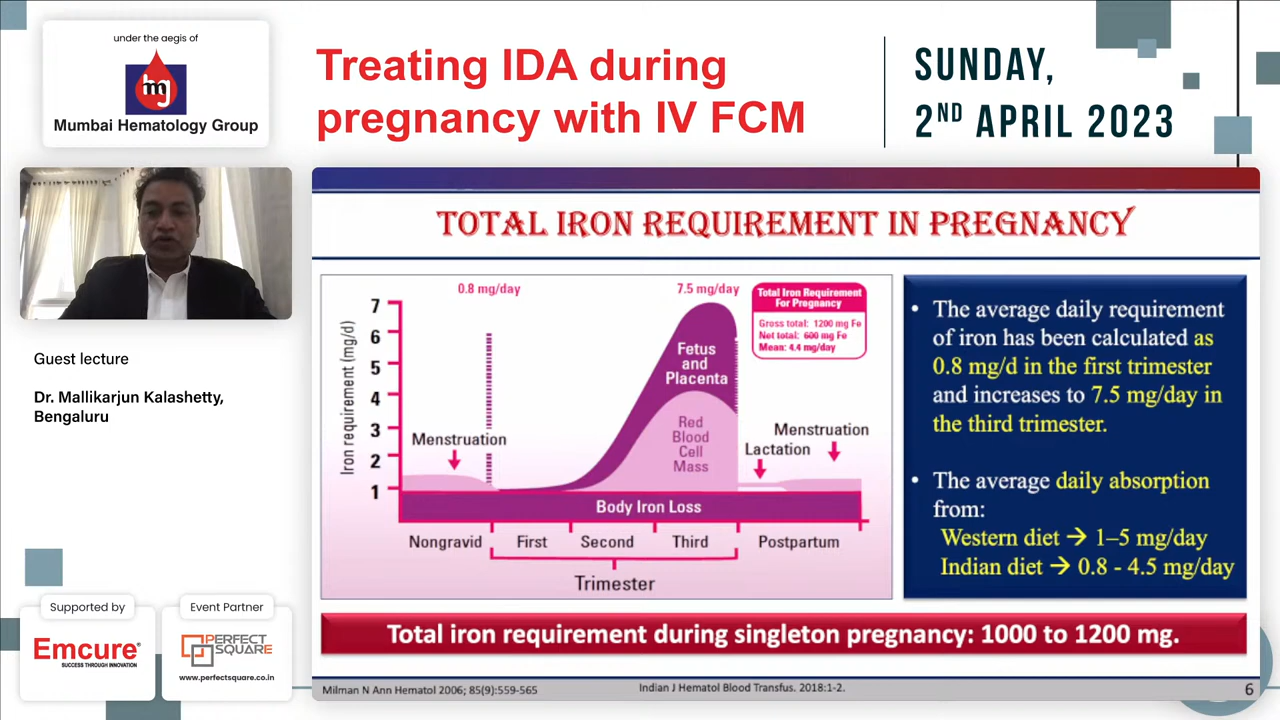 under the aegis of
mg
Mumbai Hematology Group
Treating IDA during
pregnancy with IV FCM
SUNDAY,
2ND APRIL 2023
Guest lecture
Dr. Mallikarjun Kalashetty,
Bengaluru
Supported by
Emcure®
SUCCESS THROUGH INNOVATION
Event Partner
PERFECT
SQUARE
www.perfectsquare.co.in
TOTAL IRON REQUIREMENT IN PREGNANCY
0.8 mg/day
7.5 mg/day
Total Iron Requirement
For Pregnancy
Gross total: 1200 mg Fe
Net total: 600 mg Fe
Mean: 4.4 mg/day
Iron requirement (mg/d)
7
6
5
4
3
2
1
Menstruation
Fetus
and
Placenta
Red
Blood
Cell
Mass
Menstruation
Lactation
Body Iron Loss
Nongravid First Second Third Postpartum
Trimester
• The average daily requirement
of iron has been calculated as
0.8 mg/d in the first trimester
and increases to 7.5 mg/day in
the third trimester.
• The average daily absorption
from:
Western diet → 1–5 mg/day
Indian diet → 0.8 - 4.5 mg/day
Total iron requirement during singleton pregnancy: 1000 to 1200 mg.
Milman N Ann Hematol 2006; 85(9):559-565
Indian J Hematol Blood Transfus. 2018:1-2.
6